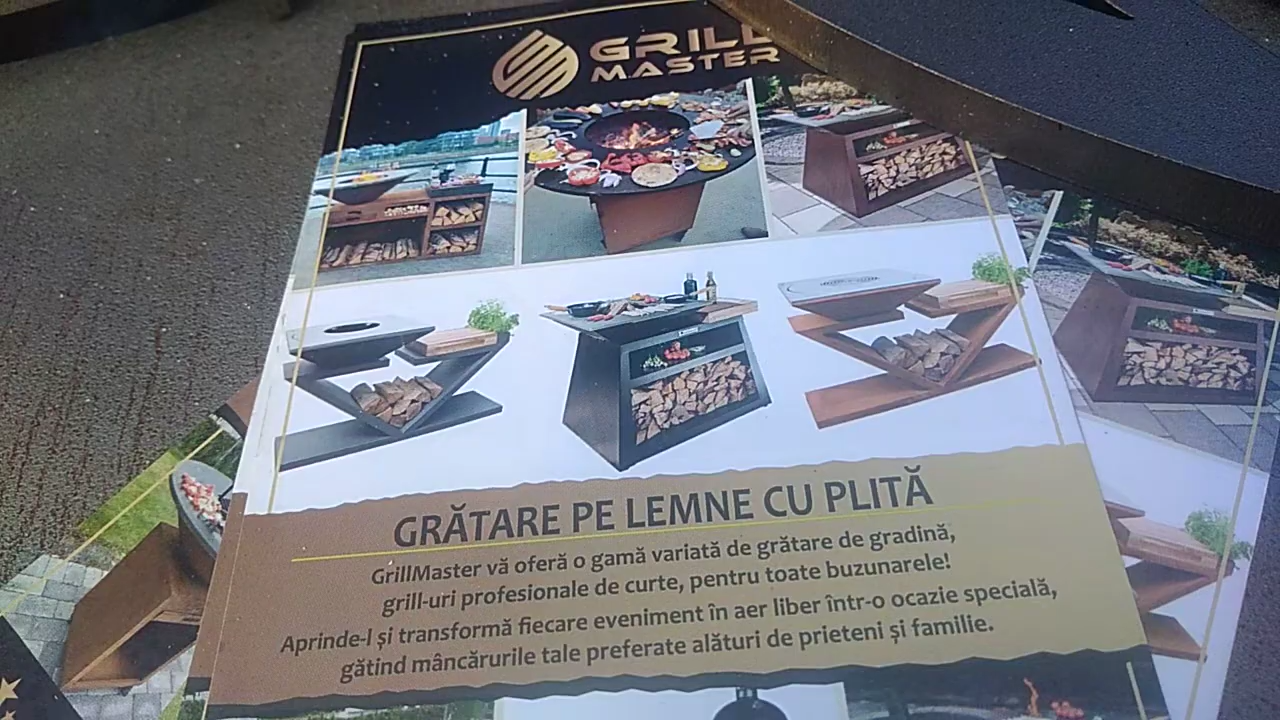 GRILL
MASTER
GRĂTARE PE LEMNE CU PLITĂ
GrillMaster vă oferă o gamă variată de grătare de gradină,
grill-uri profesionale de curte, pentru toate buzunarele!
Aprinde-l și transformă fiecare eveniment în aer liber într-o ocazie specială,
gătind mâncărurile tale preferate alături de prieteni și familie.